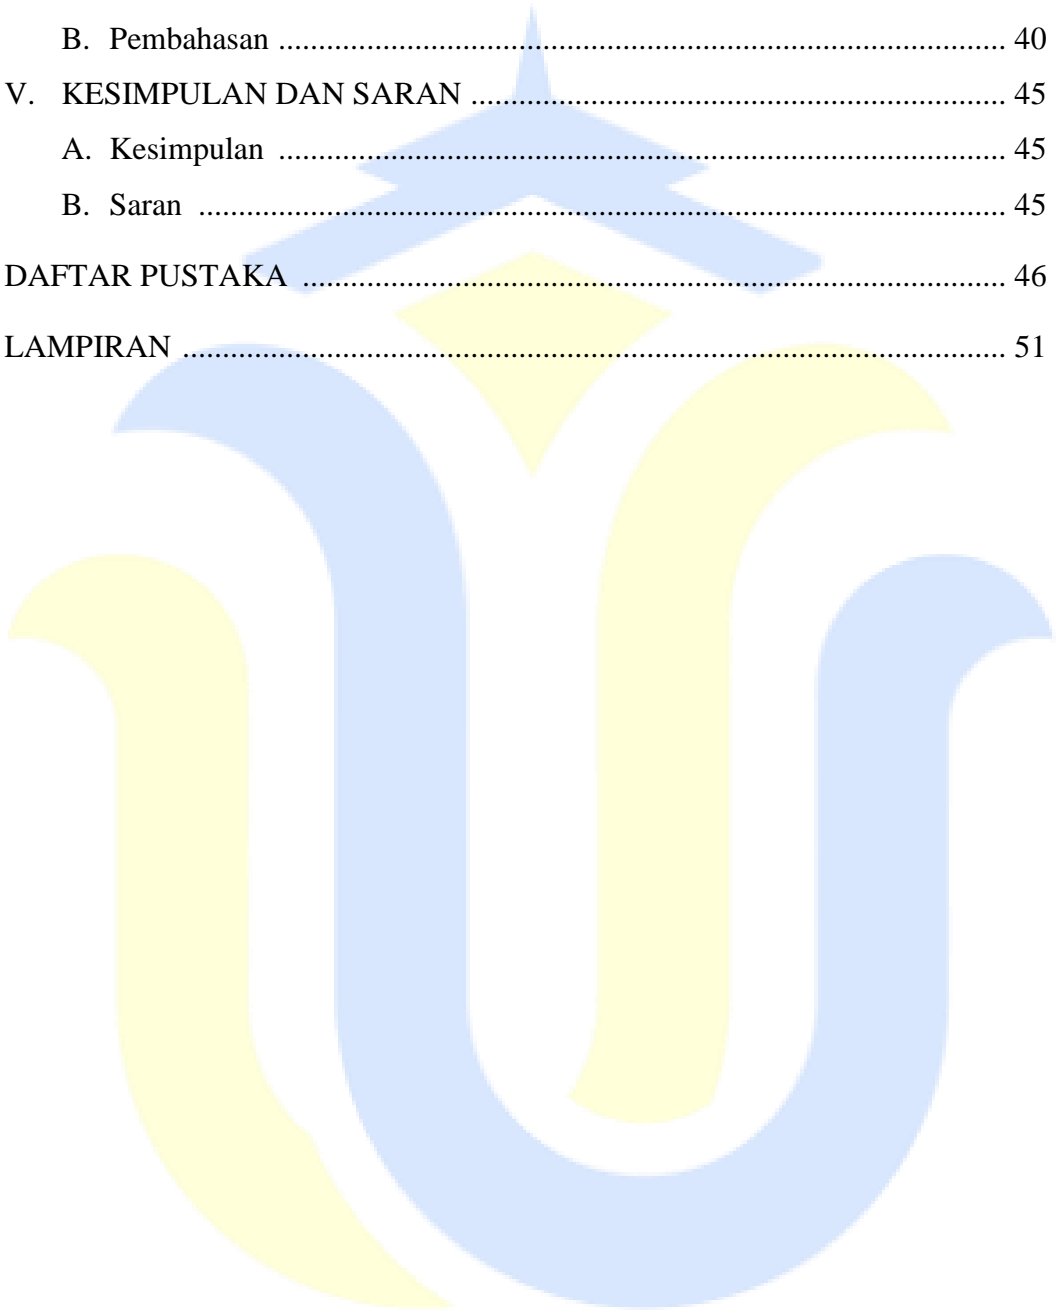 B. Pembahasan ........................................................................................... 40
V. KESIMPULAN DAN SARAN ................................................................... 45
A. Kesimpulan ........................................................................................... 45
B. Saran ..................................................................................................... 45
DAFTAR PUSTAKA ........................................................................................ 46
LAMPIRAN ....................................................................................................... 51